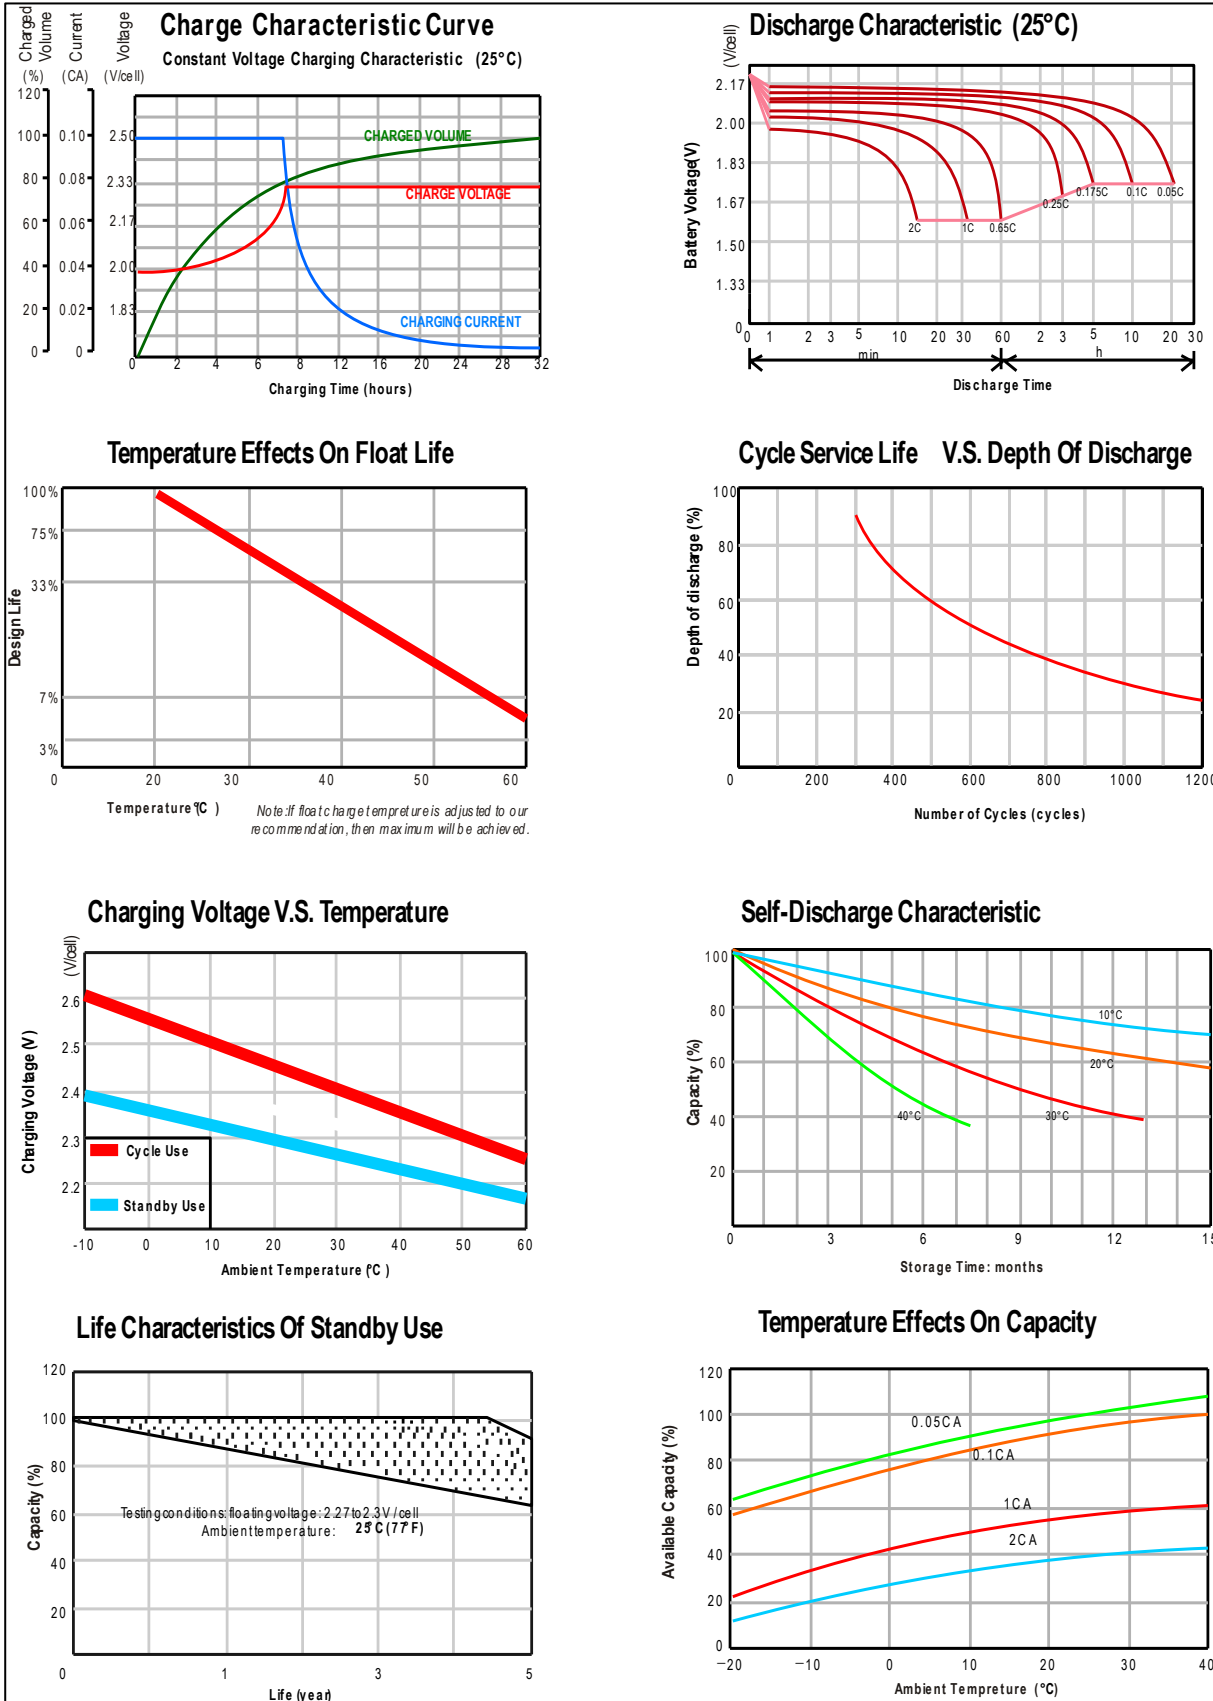 Charge Characteristic Curve
Constant Voltage Charging Characteristic (25°C)
Charged Volume
Current
Voltage
(%) (CA) (V/cell)
120
100 0.10 2.50
80 0.08 2.33
60 0.06 2.17
40 0.04 2.00
20 0.02 1.83
0 0
CHARGED VOLUME
CHARGE VOLTAGE
CHARGING CURRENT
0 2 4 6 8 12 16 20 24 28 32
Charging Time (hours)
Discharge Characteristic (25°C)
(V/cell)
Battery Voltage(V)
2.17
2.00
1.83
1.67
1.50
1.33
0
2C 1C 0.65C 0.25C 0.175C 0.1C 0.05C
0 1 2 3 5 10 20 30 60 2 3 5 10 20 30
min h
Discharge Time
Temperature Effects On Float Life
Design Life
100%
75%
33%
7%
3%
0 20 30 40 50 60
Temperature(°C )
Note:If float charge tempreture is adjusted to our
recommendation, then maximum will be achieved.
Cycle Service Life V.S. Depth Of Discharge
Depth of discharge (%)
100
80
60
40
20
0 200 400 600 800 1000 1200
Number of Cycles (cycles)
Charging Voltage V.S. Temperature
(V/cell)
Charging Voltage (V)
2.6
2.5
2.4
2.3
2.2
Cycle Use
Standby Use
-10 0 10 20 30 40 50 60
Ambient Temperature (°C )
Self-Discharge Characteristic
Capacity (%)
100
80
60
40
20
10°C
20°C
30°C
40°C
0 3 6 9 12 15
Storage Time: months
Life Characteristics Of Standby Use
Capacity (%)
120
100
80
60
40
20
Testing conditions: floating voltage: 2.27 to 2.3V /cell
Ambient temperature: 25°C (77°F)
0 1 3 5
Life (year)
Temperature Effects On Capacity
Available Capacity (%)
120
100
80
60
40
20
0
0.05CA
0.1CA
1CA
2CA
−20 −10 0 10 20 30 40
Ambient Tempreture (°C)